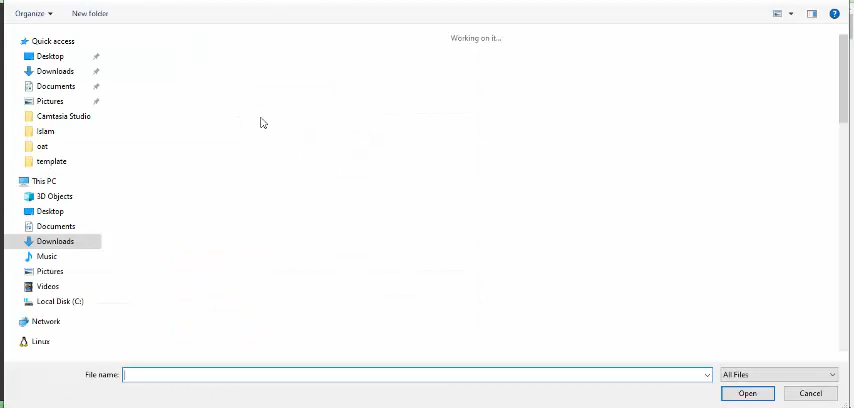 Organize
New folder
Quick access
Desktop
Downloads
Documents
Pictures
Camtasia Studio
Islam
oat
template
This PC
3D Objects
Desktop
Documents
Downloads
Music
Pictures
Videos
Local Disk (C:)
Network
Linux
Working on it...
File name:
All Files
Open
Cancel